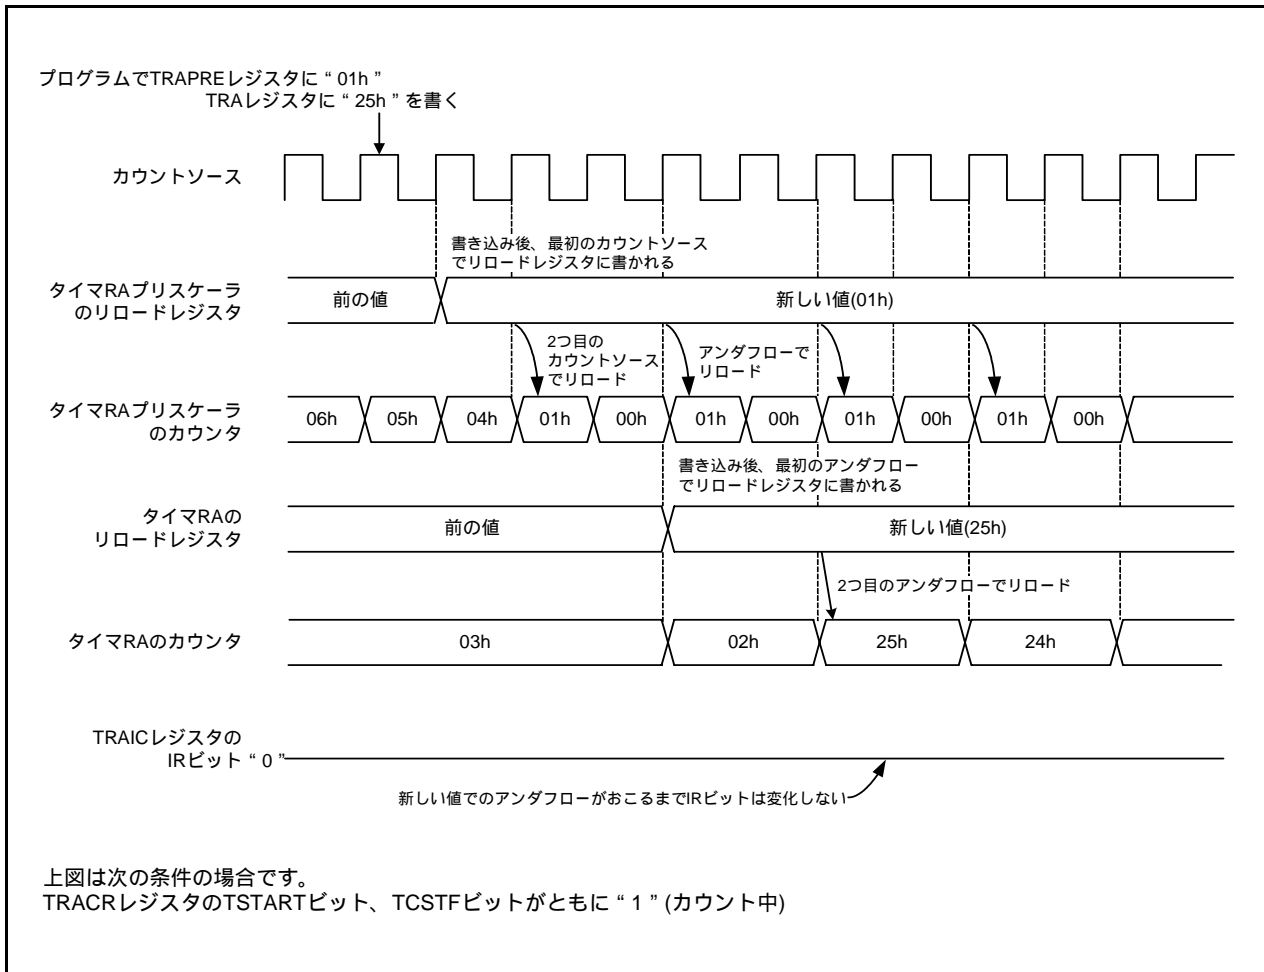 プログラムでTRAPREレジスタに“01h”
TRAレジスタに“25h”を書く
カウントソース
書き込み後、最初のカウントソース
でリロードレジスタに書かれる
タイマRAプリスケーラ
のリロードレジスタ
前の値
新しい値(01h)
2つ目の
カウントソース
でリロード
アンダフローで
リロード
タイマRAプリスケーラ
のカウンタ
06h 05h 04h 01h 00h 01h 00h 01h 00h 01h 00h
書き込み後、最初のアンダフロー
でリロードレジスタに書かれる
タイマRAの
リロードレジスタ
前の値
新しい値(25h)
2つ目のアンダフローでリロード
タイマRAのカウンタ
03h 02h 25h 24h
TRAICレジスタの
IRビット“0”
新しい値でのアンダフローがおこるまでIRビットは変化しない
上図は次の条件の場合です。
TRACRレジスタのTSTARTビット、TCSTFビットがともに“1”(カウント中)